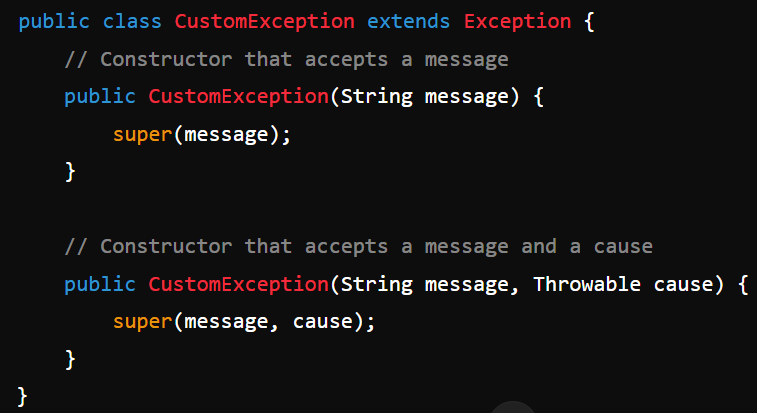 public class CustomException extends Exception {
    // Constructor that accepts a message
    public CustomException(String message) {
        super(message);
    }

    // Constructor that accepts a message and a cause
    public CustomException(String message, Throwable cause) {
        super(message, cause);
    }
}